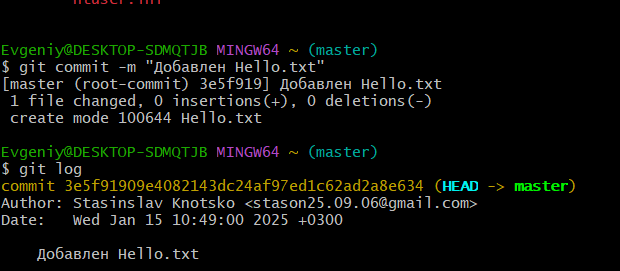 ntuser.ini
Evgeniy@DESKTOP-SDMQTJB MINGW64 ~ (master)
$ git commit -m "Добавлен Hello.txt"
[master (root-commit) 3e5f919] Добавлен Hello.txt
 1 file changed, 0 insertions(+), 0 deletions(-)
 create mode 100644 Hello.txt
Evgeniy@DESKTOP-SDMQTJB MINGW64 ~ (master)
$ git log
commit 3e5f91909e4082143dc24af97ed1c62ad2a8e634 (HEAD -> master)
Author: Stasinslav Knotsko <stason25.09.06@gmail.com>
Date:   Wed Jan 15 10:49:00 2025 +0300
    Добавлен Hello.txt